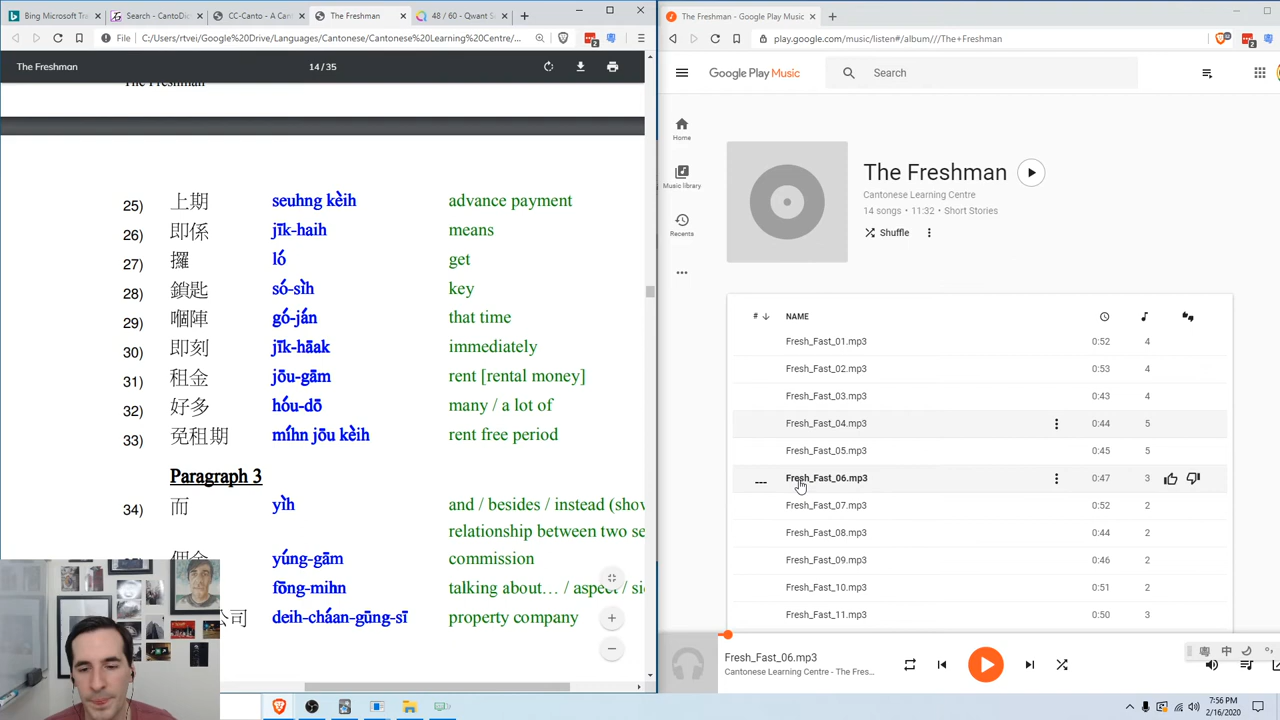 Bing Microsoft Tra
Search - CantoDic
CC-Canto - A Can
The Freshman
48 / 60 - Qwant S
The Freshman - Google Play Music
File
C:/Users/rtvei/Google%20Drive/Languages/Cantonese/Cantonese%20Learning%20Centre/...
2
play.google.com/music/listen#/album///The+Freshman
2
The Freshman
14 / 35
Google Play Music
Search
The Freshman
25) 上期 seuhng kèih advance payment
26) 即係 jīk-haih means
27) 攞 ló get
28) 鎖匙 só-sìh key
29) 嗰陣 gó-ján that time
30) 即刻 jīk-hāak immediately
31) 租金 jōu-gām rent [rental money]
32) 好多 hóu-dō many / a lot of
33) 免租期 míhn jōu kèih rent free period
Paragraph 3
34) 而 yìh and / besides / instead (sho
relationship between two se
佣金 yúng-gām commission
fōng-mihn talking about… / aspect / si
公司 deih-cháan-gūng-sī property company
Home
Music library
Recents
The Freshman
Cantonese Learning Centre
14 songs • 11:32 | Short Stories
Shuffle
# NAME
Fresh_Fast_01.mp3 0:52 4
Fresh_Fast_02.mp3 0:53 4
Fresh_Fast_03.mp3 0:43 4
Fresh_Fast_04.mp3 0:44 5
Fresh_Fast_05.mp3 0:45 5
Fresh_Fast_06.mp3 0:47 3
Fresh_Fast_07.mp3 0:52 2
Fresh_Fast_08.mp3 0:44 2
Fresh_Fast_09.mp3 0:46 2
Fresh_Fast_10.mp3 0:51 2
Fresh_Fast_11.mp3 0:50 3
Fresh_Fast_06.mp3
Cantonese Learning Centre - The Fres...
中
7:56 PM
2/16/2020